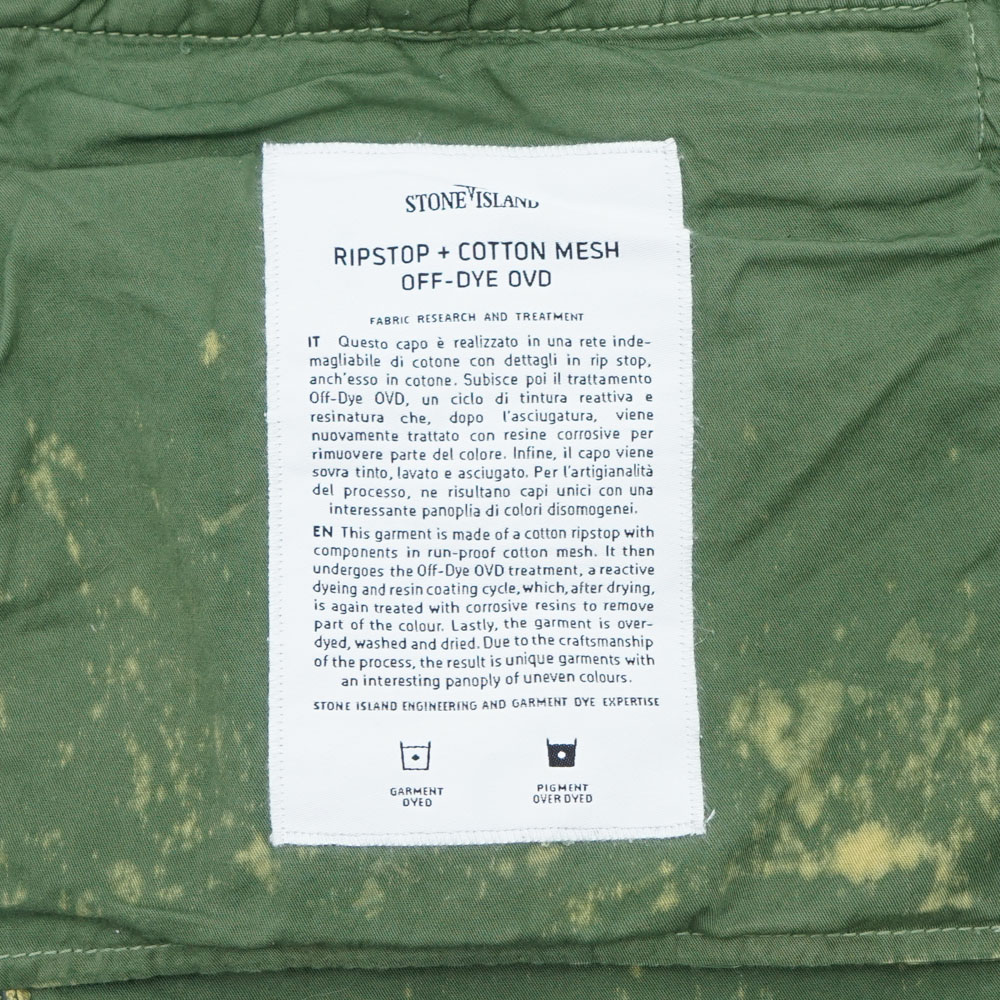 STONE ISLAND
RIPSTOP + COTTON MESH
OFF-DYE OVD
FABRIC RESEARCH AND TREATMENT
IT Questo capo è realizzato in una rete inde-
magliabile di cotone con dettagli in rip stop,
anch'esso in cotone. Subisce poi il trattamento
Off-Dye OVD, un ciclo di tintura reattiva e
resinatura che, dopo l'asciugatura, viene
nuovamente trattato con resine corrosive per
rimuovere parte del colore. Infine, il capo viene
sovra tinto, lavato e asciugato. Per l'artigianalità
del processo, ne risultano capi unici con una
interessante panoplia di colori disomogenei.
EN This garment is made of a cotton ripstop with
components in run-proof cotton mesh. It then
undergoes the Off-Dye OVD treatment, a reactive
dyeing and resin coating cycle, which, after drying,
is again treated with corrosive resins to remove
part of the colour. Lastly, the garment is over-
dyed, washed and dried. Due to the craftsmanship
of the process, the result is unique garments with
an interesting panoply of uneven colours.
STONE ISLAND ENGINEERING AND GARMENT DYE EXPERTISE
GARMENT
DYED
PIGMENT
OVER DYED